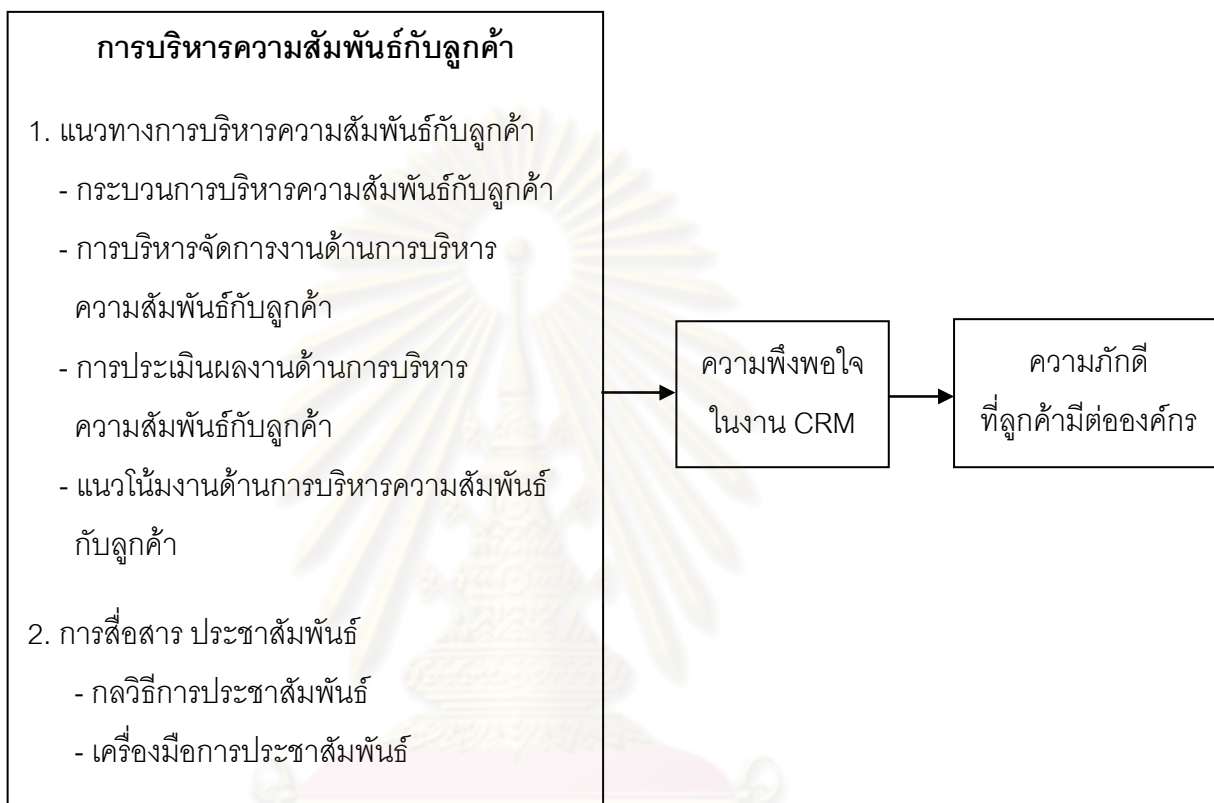 การบริหารความสัมพันธ์กับลูกค้า
1. แนวทางการบริหารความสัมพันธ์กับลูกค้า
- กระบวนการบริหารความสัมพันธ์กับลูกค้า
- การบริหารจัดการงานด้านการบริหาร
ความสัมพันธ์กับลูกค้า
- การประเมินผลงานด้านการบริหาร
ความสัมพันธ์กับลูกค้า
- แนวโน้มงานด้านการบริหารความสัมพันธ์
กับลูกค้า
2. การสื่อสาร ประชาสัมพันธ์
- กลวิธีการประชาสัมพันธ์
- เครื่องมือการประชาสัมพันธ์
ความพึงพอใจ
ในงาน CRM
ความภักดี
ที่ลูกค้ามีต่อองค์กร